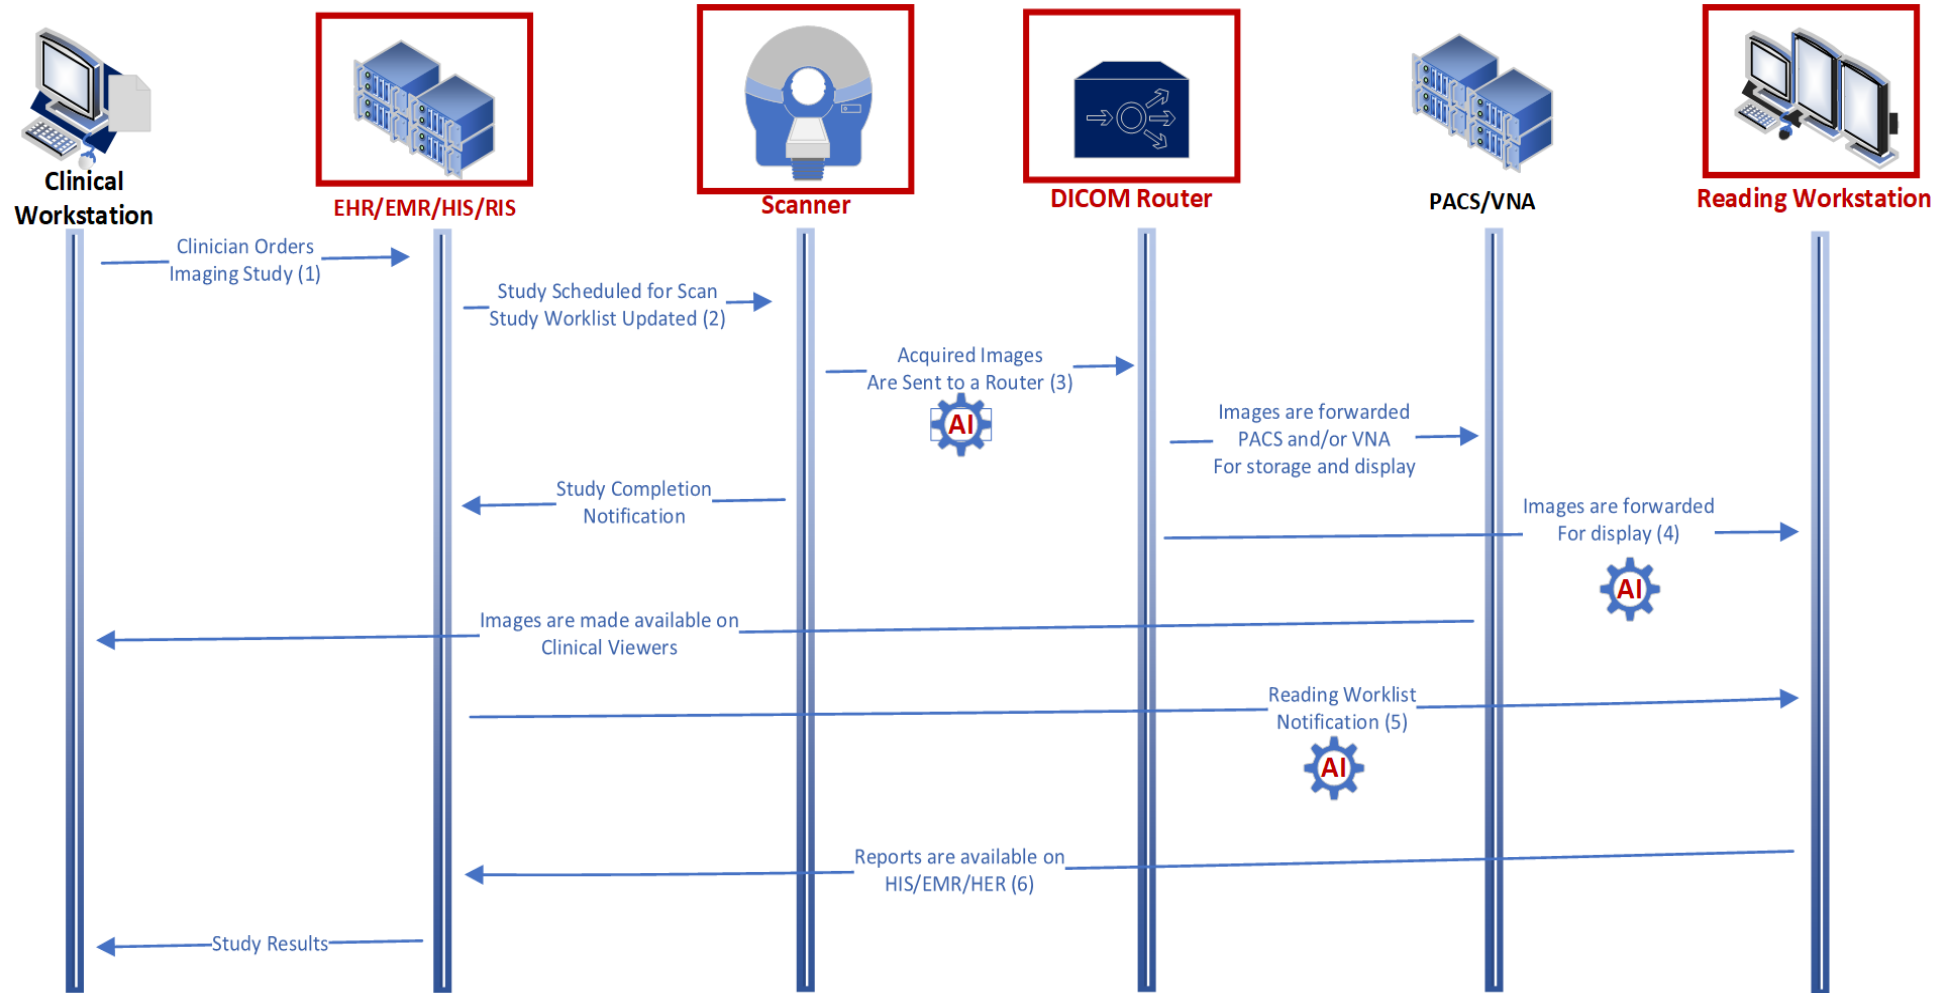 Clinical
Workstation
EHR/EMR/HIS/RIS
Scanner
DICOM Router
PACS/VNA
Reading Workstation
Clinician Orders
Imaging Study (1)
Study Scheduled for Scan
Study Worklist Updated (2)
Acquired Images
Are Sent to a Router (3)
AI
Images are forwarded
PACS and/or VNA
For storage and display
Study Completion
Notification
Images are forwarded
For display (4)
AI
Images are made available on
Clinical Viewers
Reading Worklist
Notification (5)
AI
Reports are available on
HIS/EMR/HER (6)
Study Results